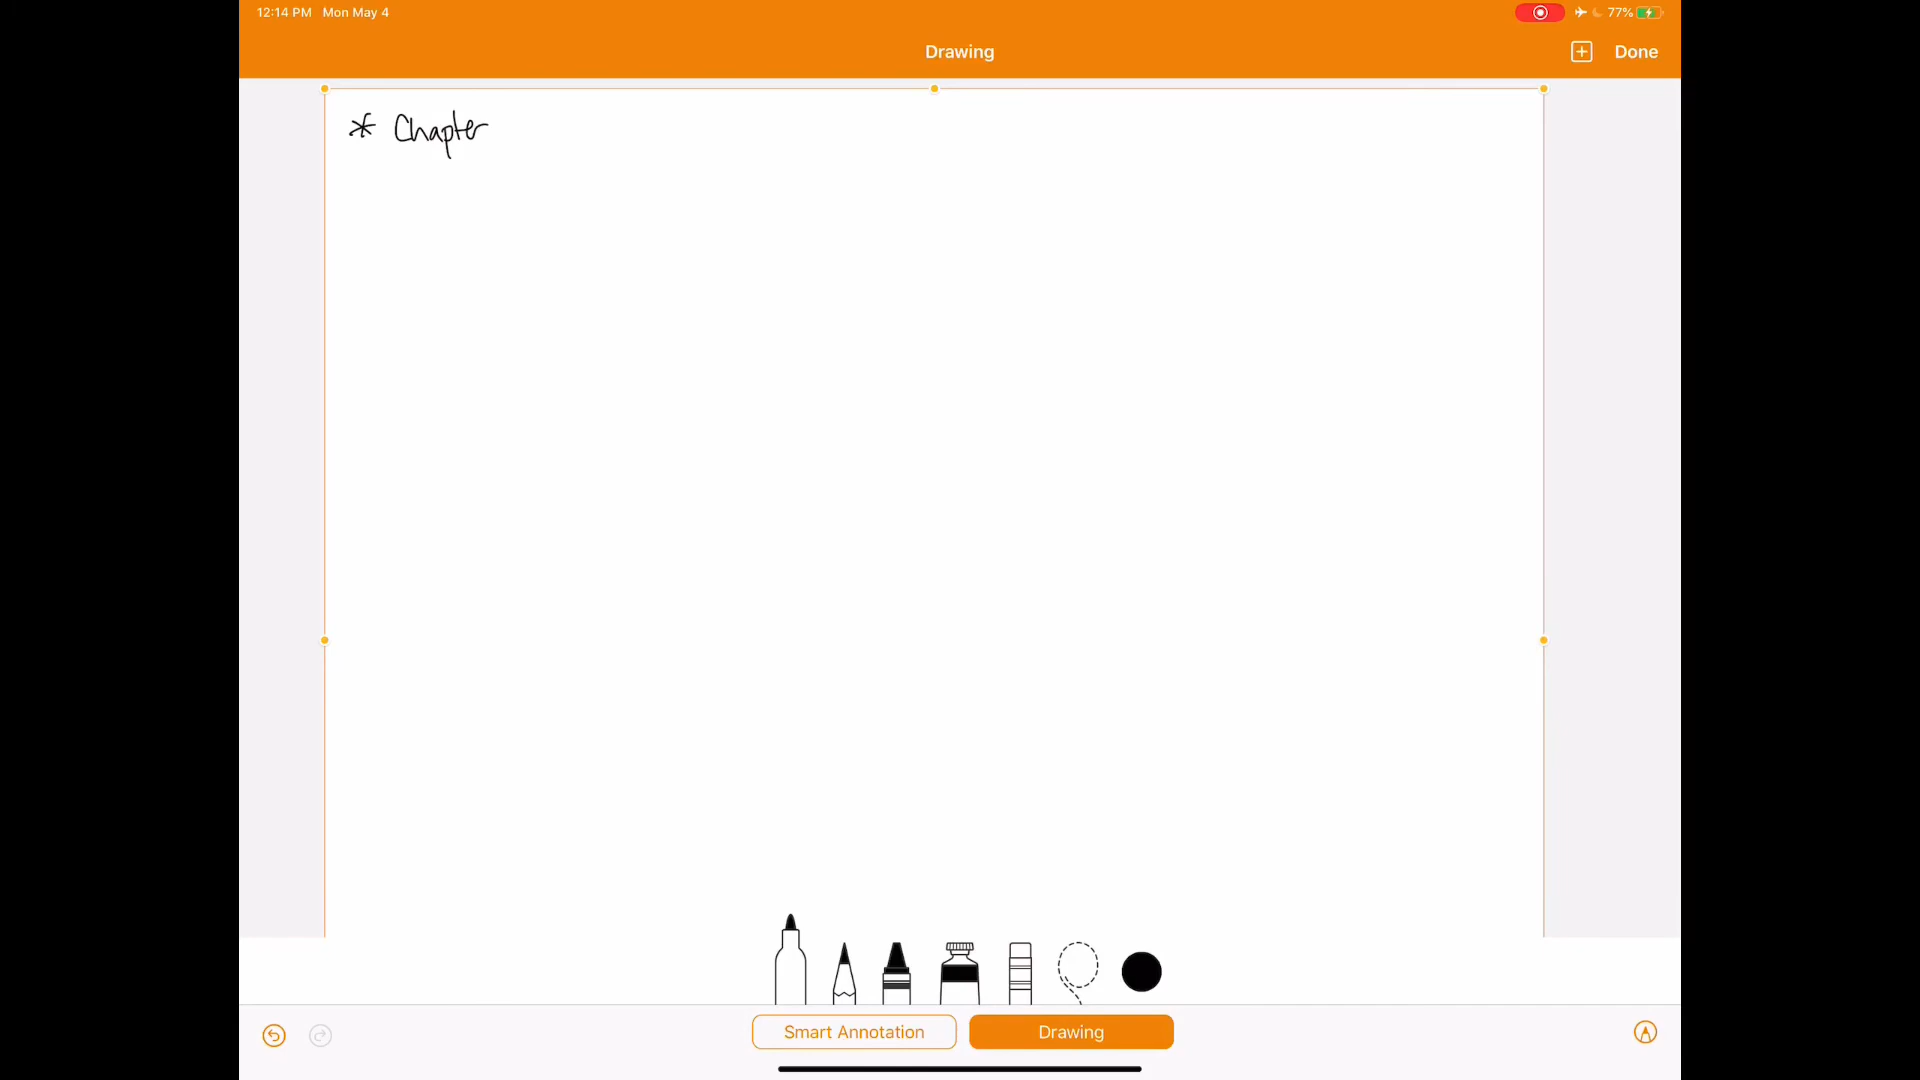 12:14 PM Mon May 4
77%
Drawing
Done
* Chapter
Smart Annotation
Drawing